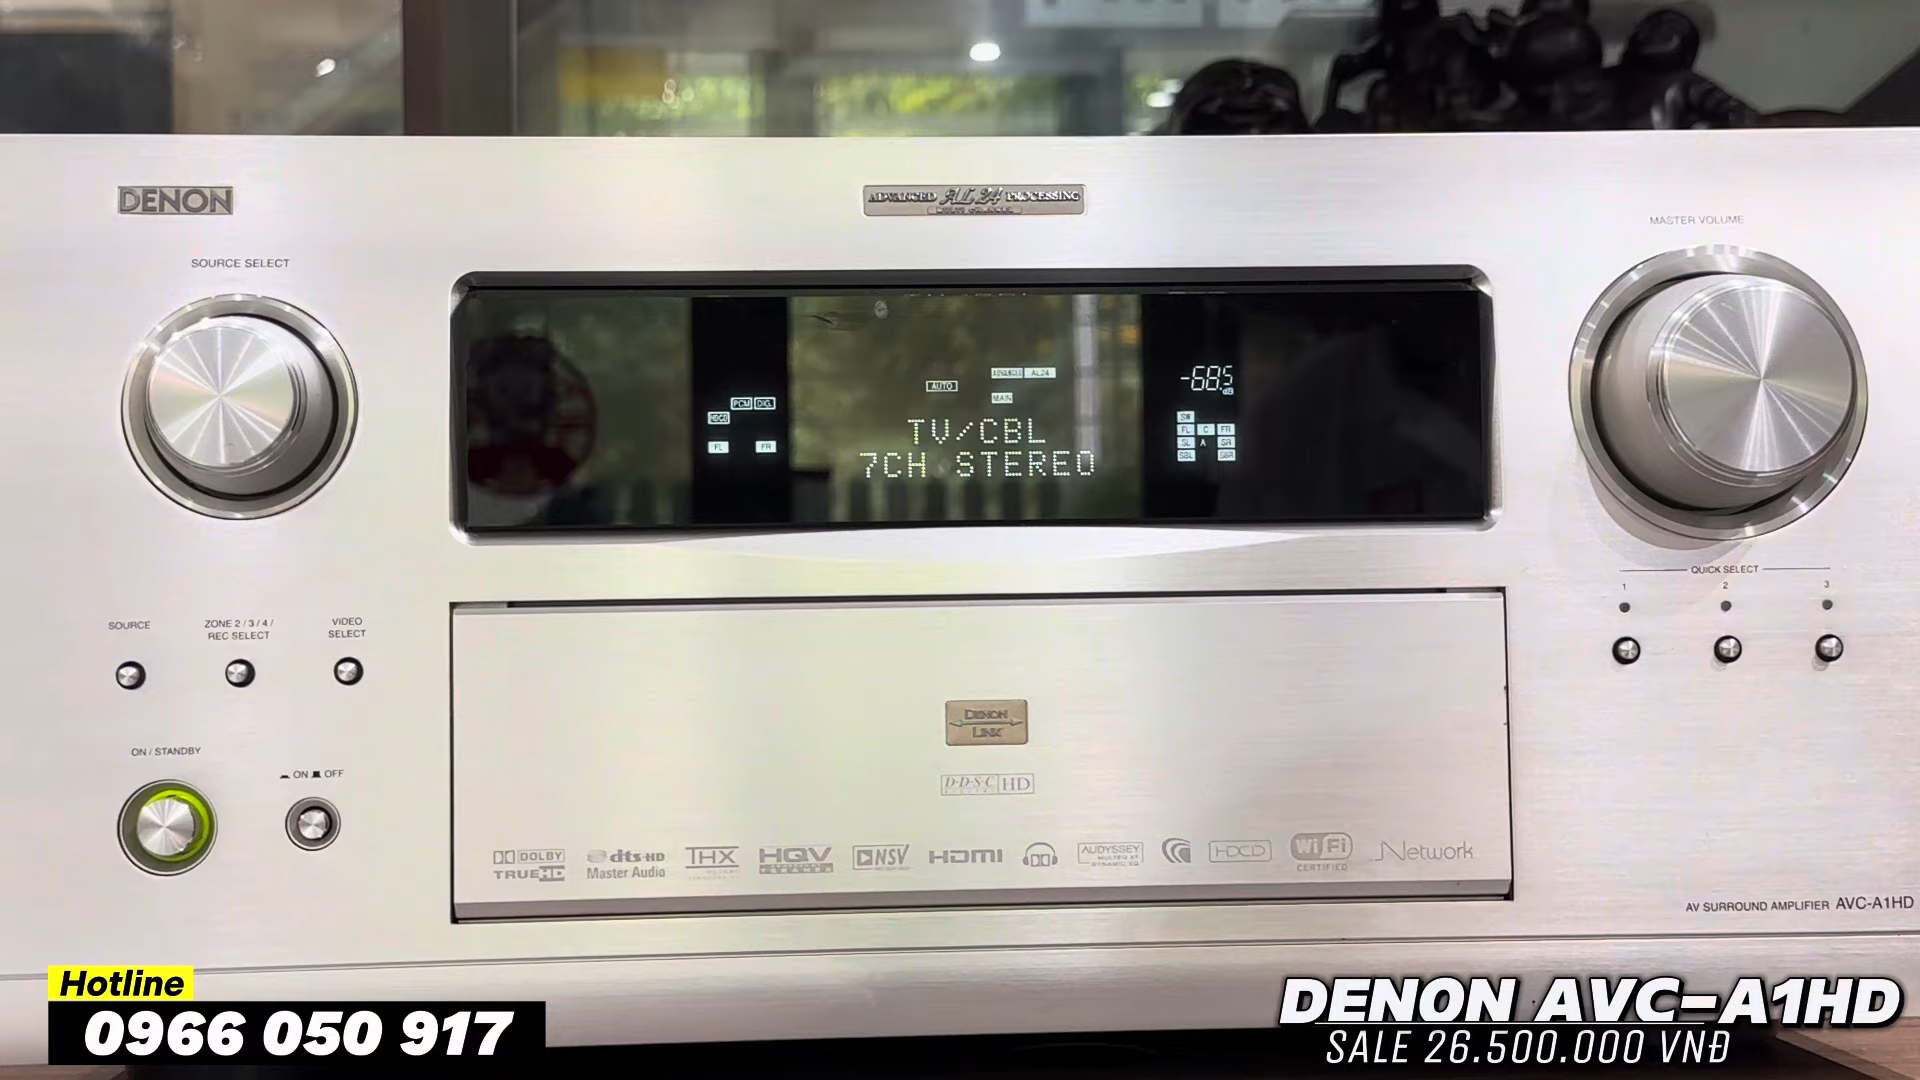 DENON
ADVANCED AL24 PROCESSING
MASTER VOLUME
SOURCE SELECT
-68.5
dB
AUTO
ADVANCED AL24
MAIN
PCM DIG.
FL FR
SW
FL C FR
SL A SR
SBL SBR
TV/CBL
7CH STEREO
QUICK SELECT
1 2 3
SOURCE
ZONE 2 / 3 / 4 /
REC SELECT
VIDEO
SELECT
DENON
LINK
ON / STANDBY
ON OFF
D·D·S·C HD
DOLBY
TRUEHD
dts-HD
Master Audio
THX
HQV
NSV
HDMI
AUDYSSEY
HDCD
Wi Fi
CERTIFIED
Network
AV SURROUND AMPLIFIER AVC-A1HD
Hotline
0966 050 917
DENON AVC-A1HD
SALE 26.500.000 VNĐ